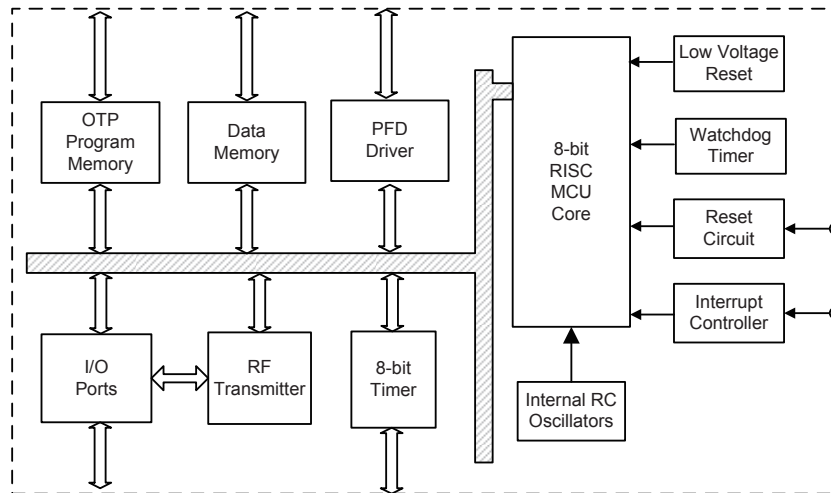 OTP
Program
Memory
Data
Memory
PFD
Driver
8-bit
RISC
MCU
Core
Low Voltage
Reset
Watchdog
Timer
Reset
Circuit
Interrupt
Controller
I/O
Ports
RF
Transmitter
8-bit
Timer
Internal RC
Oscillators